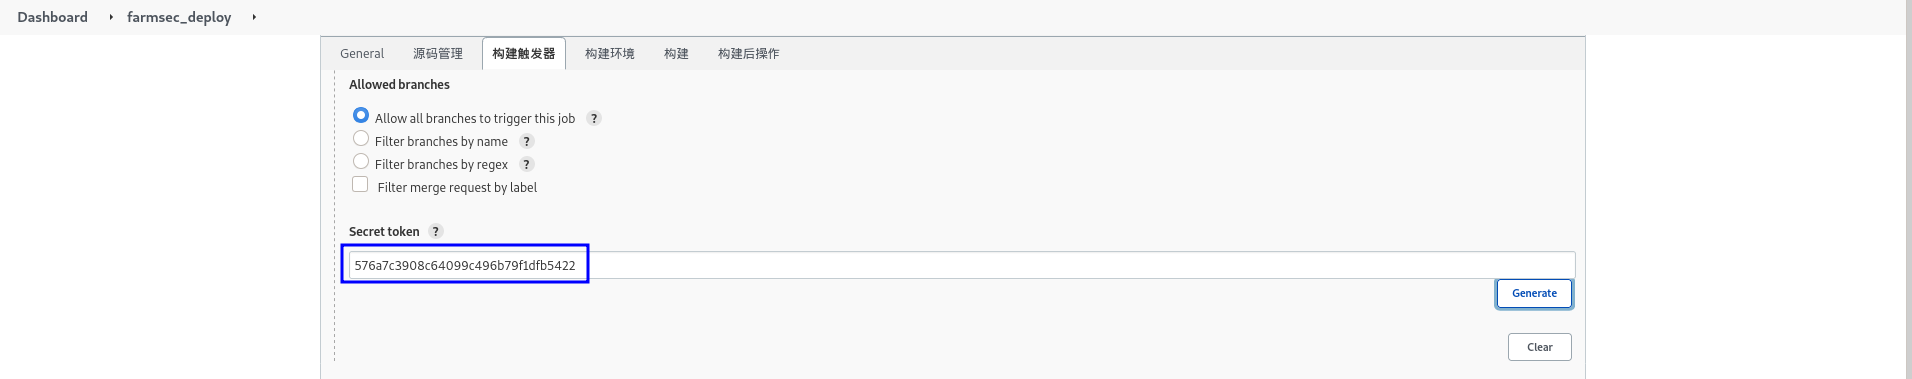 Dashboard farmsec_deploy
General 源码管理 构建触发器 构建环境 构建 构建后操作
Allowed branches
Allow all branches to trigger this job ?
Filter branches by name ?
Filter branches by regex ?
Filter merge request by label
Secret token ?
576a7c3908c64099c496b79f1dfb5422
Generate
Clear